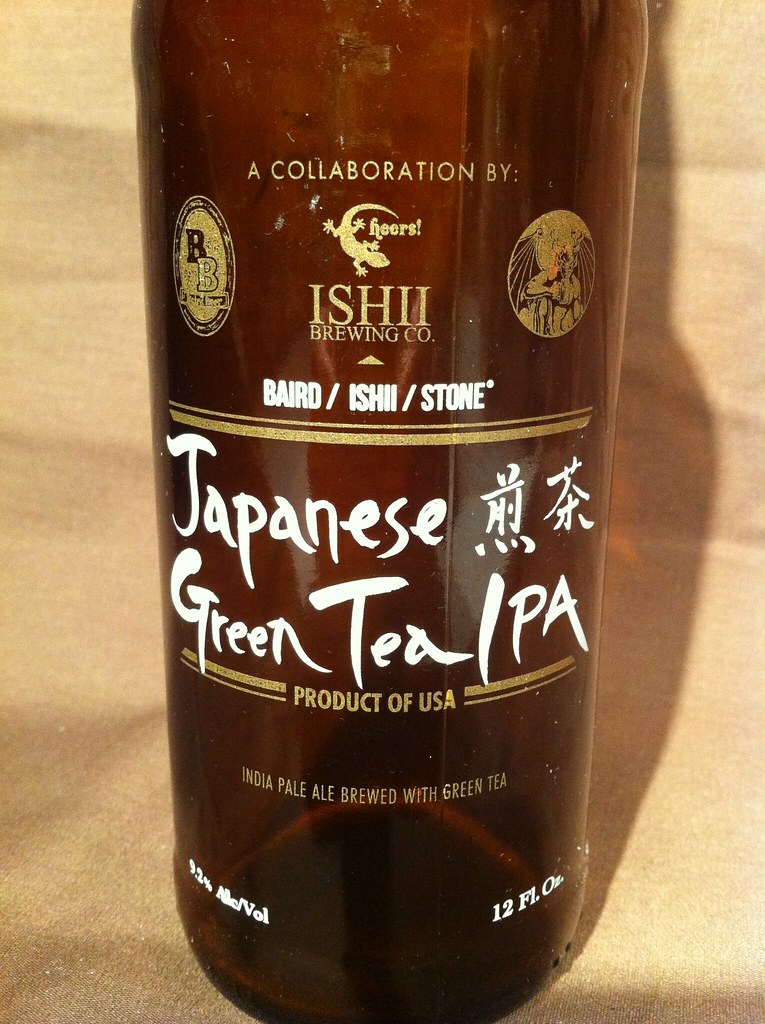 A COLLABORATION BY:
Cheers!
BB
ISHII
BREWING CO.
BAIRD / ISHII / STONE®
Japanese 煎茶
Green Tea IPA
PRODUCT OF USA
INDIA PALE ALE BREWED WITH GREEN TEA
9.2% Alc/Vol
12 Fl. Oz.